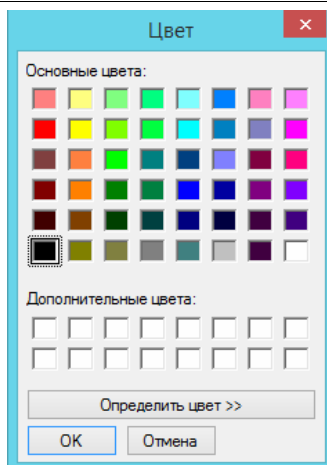 Цвет
Основные цвета:
Дополнительные цвета:
Определить цвет >>
OK Отмена